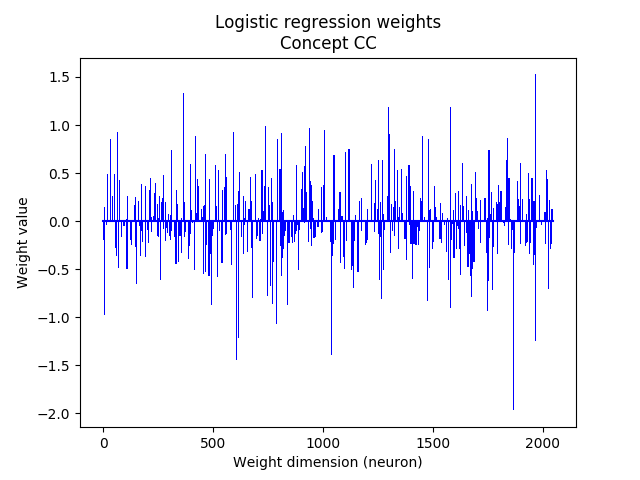 Logistic regression weights
Concept CC
1.5
1.0
0.5
0.0
−0.5
−1.0
−1.5
−2.0
Weight value
0 500 1000 1500 2000
Weight dimension (neuron)